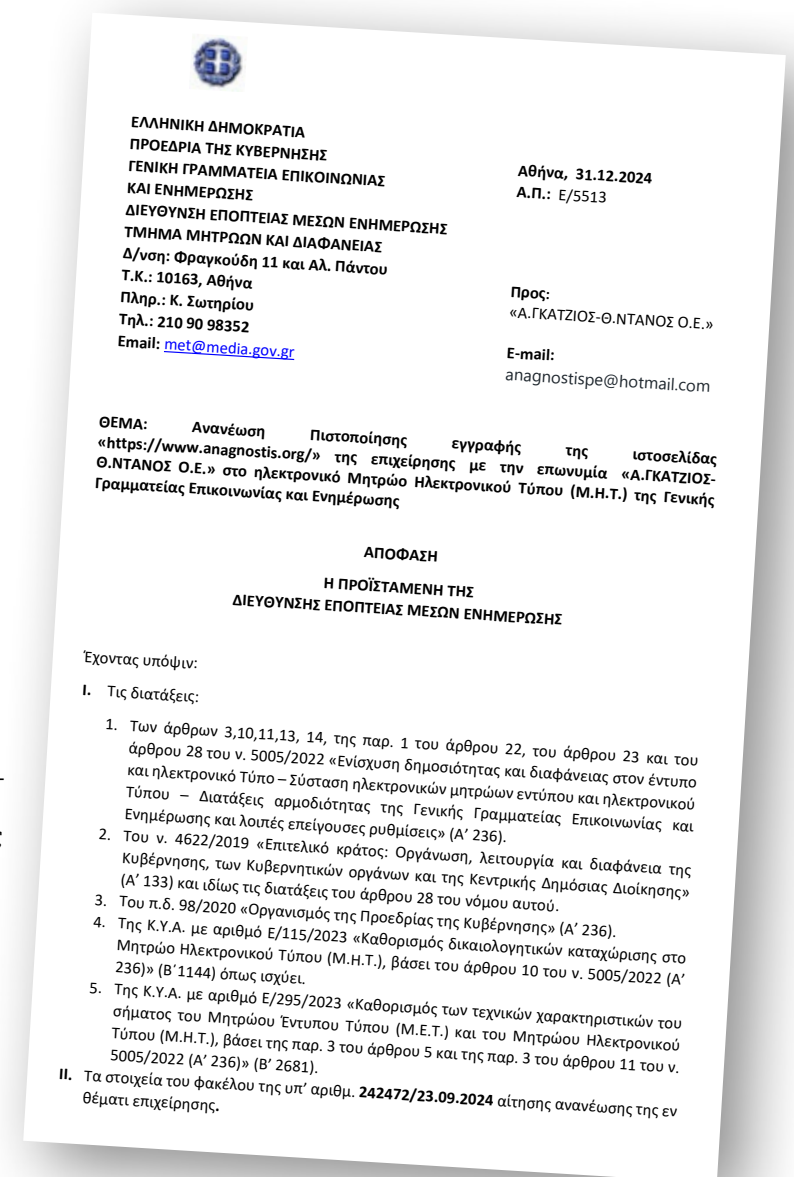 ΕΛΛΗΝΙΚΗ ΔΗΜΟΚΡΑΤΙΑ
ΠΡΟΕΔΡΙΑ ΤΗΣ ΚΥΒΕΡΝΗΣΗΣ
ΓΕΝΙΚΗ ΓΡΑΜΜΑΤΕΙΑ ΕΠΙΚΟΙΝΩΝΙΑΣ
ΚΑΙ ΕΝΗΜΕΡΩΣΗΣ
ΔΙΕΥΘΥΝΣΗ ΕΠΟΠΤΕΙΑΣ ΜΕΣΩΝ ΕΝΗΜΕΡΩΣΗΣ
ΤΜΗΜΑ ΜΗΤΡΩΩΝ ΚΑΙ ΔΙΑΦΑΝΕΙΑΣ
Δ/νση: Φραγκούδη 11 και Αλ. Πάντου
Τ.Κ.: 10163, Αθήνα
Πληρ.: Κ. Σωτηρίου
Τηλ.: 210 90 98352
Email: met@media.gov.gr
Αθήνα, 31.12.2024
Α.Π.: Ε/5513
Προς:
«Α.ΓΚΑΤΖΙΟΣ-Θ.ΝΤΑΝΟΣ Ο.Ε.»
E-mail:
anagnostispe@hotmail.com
ΘΕΜΑ: Ανανέωση Πιστοποίησης εγγραφής της ιστοσελίδας
«https://www.anagnostis.org/» της επιχείρησης με την επωνυμία «Α.ΓΚΑΤΖΙΟΣ-
Θ.ΝΤΑΝΟΣ Ο.Ε.» στο ηλεκτρονικό Μητρώο Ηλεκτρονικού Τύπου (Μ.Η.Τ.) της Γενικής
Γραμματείας Επικοινωνίας και Ενημέρωσης
ΑΠΟΦΑΣΗ
Η ΠΡΟΪΣΤΑΜΕΝΗ ΤΗΣ
ΔΙΕΥΘΥΝΣΗΣ ΕΠΟΠΤΕΙΑΣ ΜΕΣΩΝ ΕΝΗΜΕΡΩΣΗΣ
Έχοντας υπόψιν:
I. Τις διατάξεις:
1. Των άρθρων 3,10,11,13, 14, της παρ. 1 του άρθρου 22, του άρθρου 23 και του
άρθρου 28 του ν. 5005/2022 «Ενίσχυση δημοσιότητας και διαφάνειας στον έντυπο
και ηλεκτρονικό Τύπο – Σύσταση ηλεκτρονικών μητρώων εντύπου και ηλεκτρονικού
Τύπου – Διατάξεις αρμοδιότητας της Γενικής Γραμματείας Επικοινωνίας και
Ενημέρωσης και λοιπές επείγουσες ρυθμίσεις» (Α’ 236).
2. Του ν. 4622/2019 «Επιτελικό κράτος: Οργάνωση, λειτουργία και διαφάνεια της
Κυβέρνησης, των Κυβερνητικών οργάνων και της Κεντρικής Δημόσιας Διοίκησης»
(Α’ 133) και ιδίως τις διατάξεις του άρθρου 28 του νόμου αυτού.
3. Του π.δ. 98/2020 «Οργανισμός της Προεδρίας της Κυβέρνησης» (Α’ 236).
4. Της Κ.Υ.Α. με αριθμό Ε/115/2023 «Καθορισμός δικαιολογητικών καταχώρισης στο
Μητρώο Ηλεκτρονικού Τύπου (Μ.Η.Τ.), βάσει του άρθρου 10 του ν. 5005/2022 (Α’
236)» (Β΄1144) όπως ισχύει.
5. Της Κ.Υ.Α. με αριθμό Ε/295/2023 «Καθορισμός των τεχνικών χαρακτηριστικών του
σήματος του Μητρώου Έντυπου Τύπου (Μ.Ε.Τ.) και του Μητρώου Ηλεκτρονικού
Τύπου (Μ.Η.Τ.), βάσει της παρ. 3 του άρθρου 5 και της παρ. 3 του άρθρου 11 του ν.
5005/2022 (Α’ 236)» (Β’ 2681).
II. Τα στοιχεία του φακέλου της υπ’ αριθμ. 242472/23.09.2024 αίτησης ανανέωσης της εν
θέματι επιχείρησης.